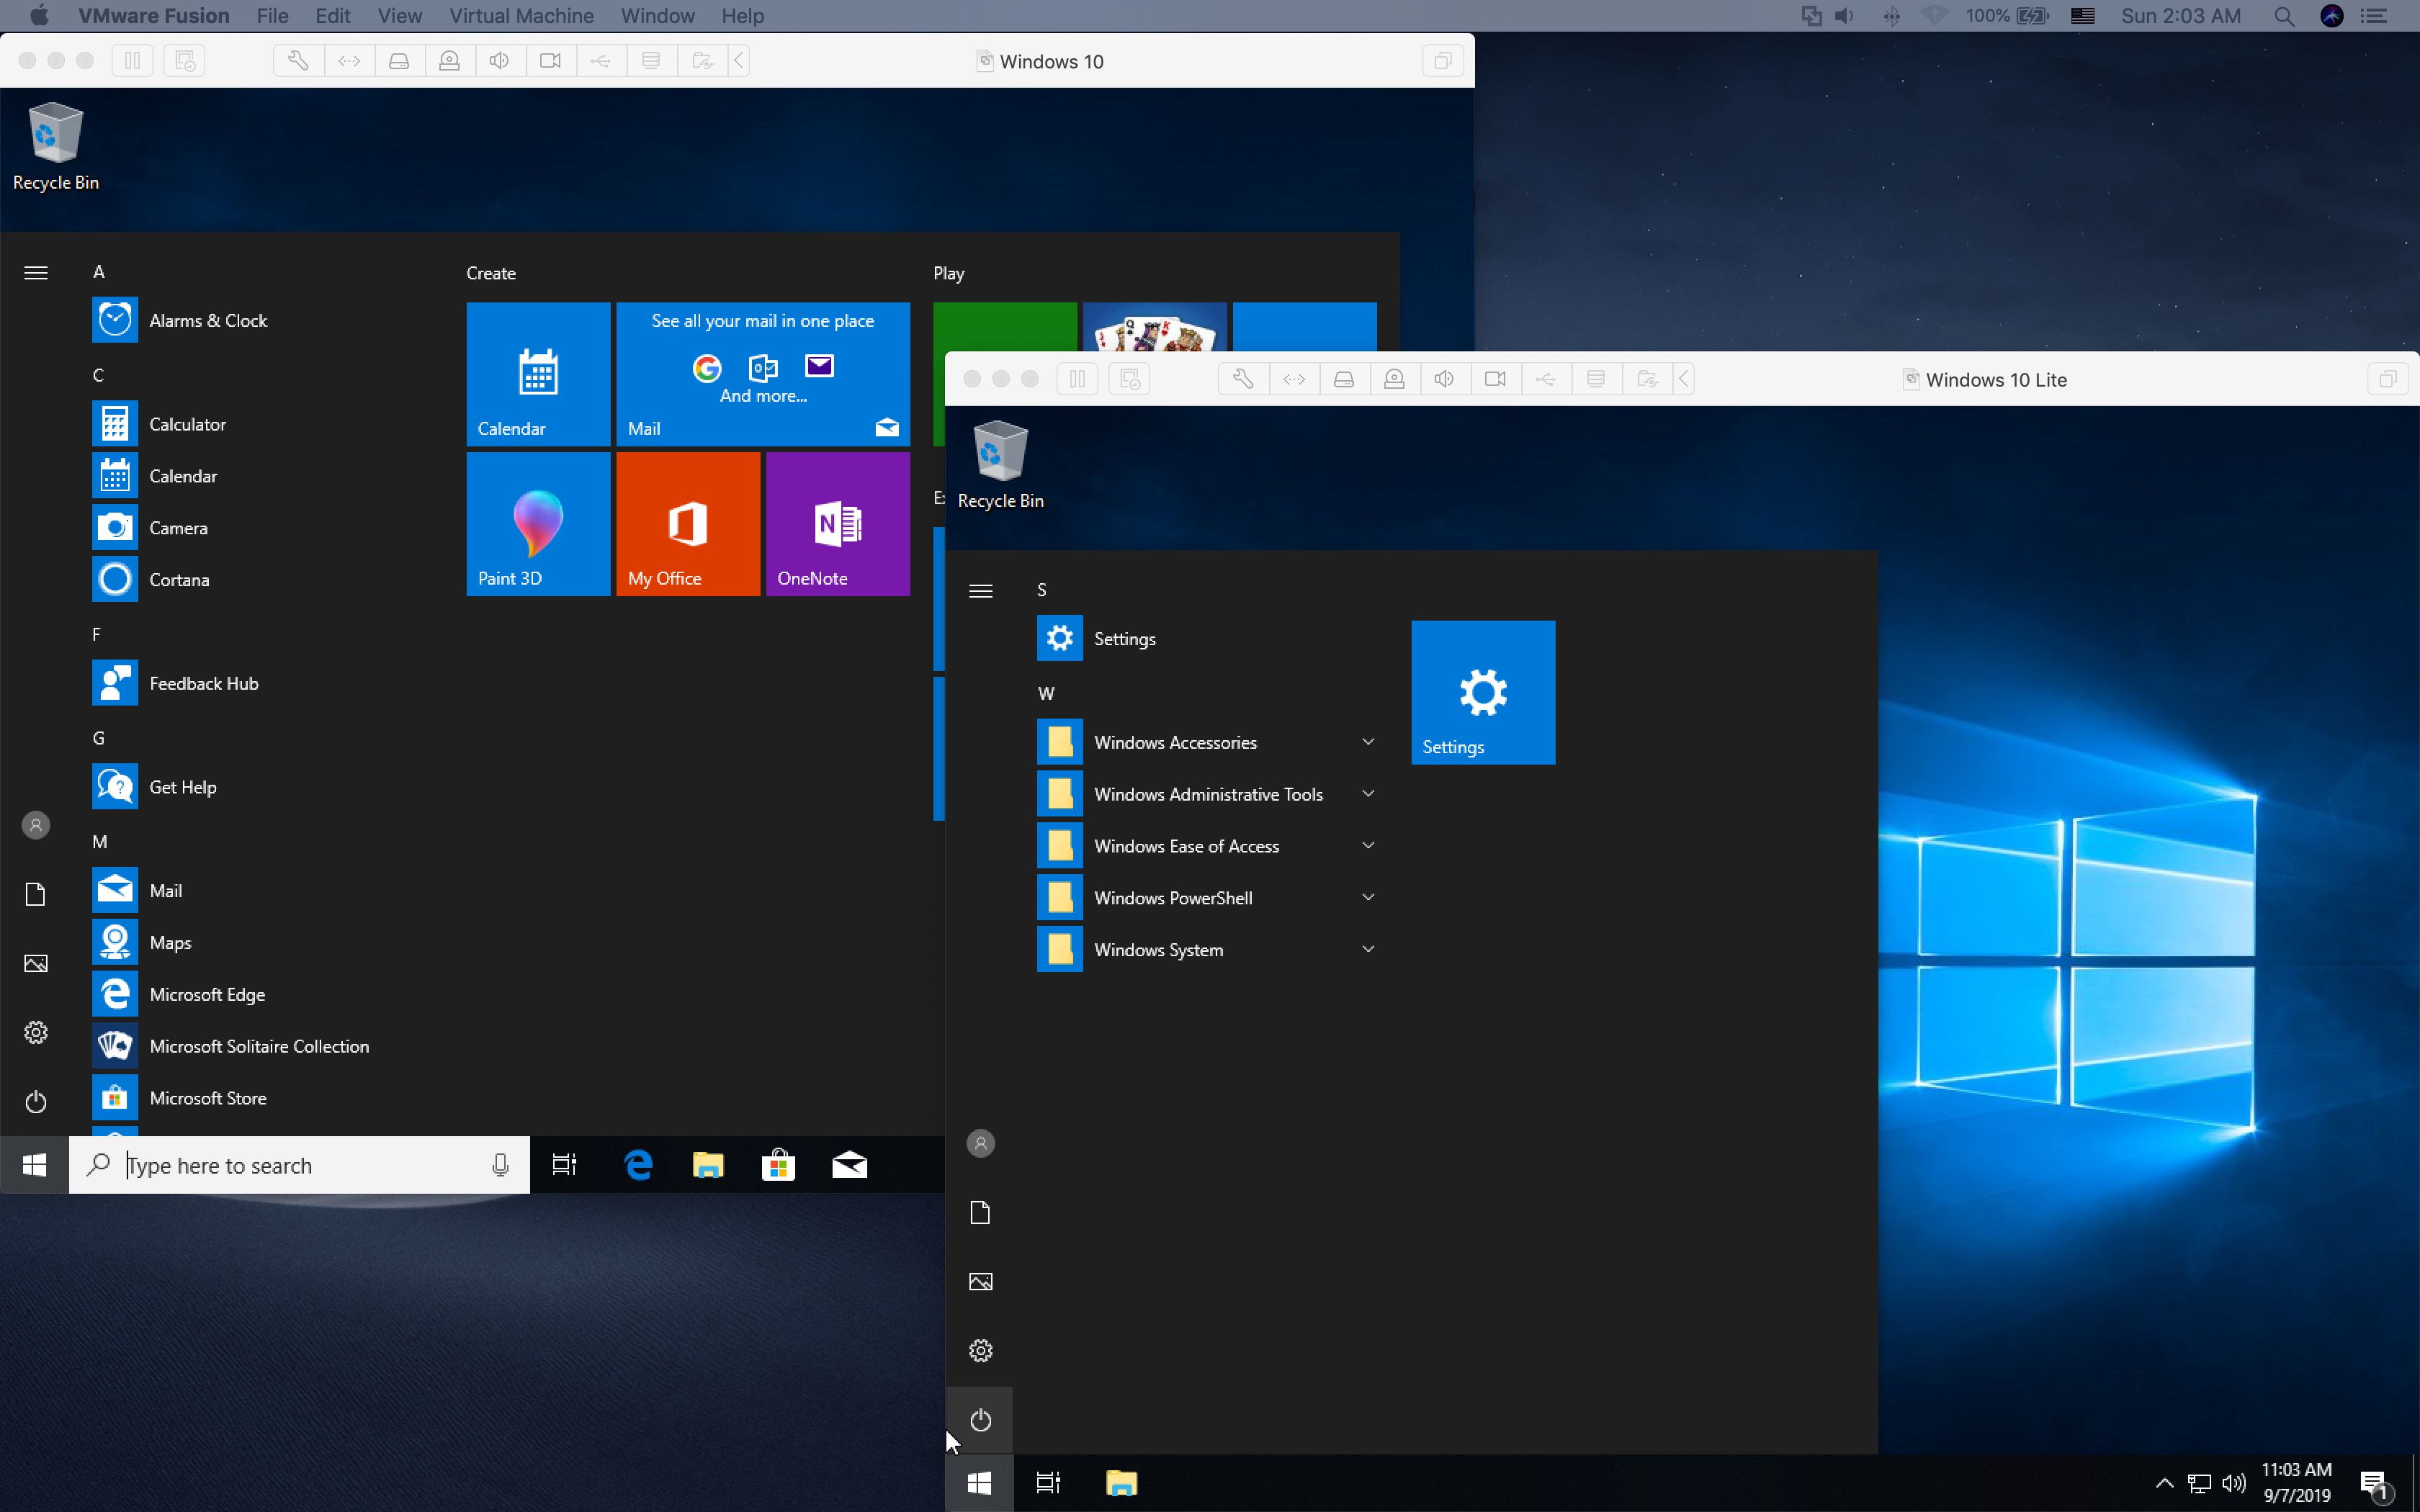 VMware Fusion File Edit View Virtual Machine Window Help 100% Sun 2:03 AM
Windows 10
Recycle Bin
A
Alarms & Clock
C
Calculator
Calendar
Camera
Cortana
F
Feedback Hub
G
Get Help
M
Mail
Maps
Microsoft Edge
Microsoft Solitaire Collection
Microsoft Store
Create
See all your mail in one place
And more...
Calendar
Mail
Paint 3D
My Office
OneNote
Play
Type here to search
Windows 10 Lite
Recycle Bin
S
Settings
W
Windows Accessories
Windows Administrative Tools
Windows Ease of Access
Windows PowerShell
Windows System
Settings
11:03 AM
9/7/2019
1